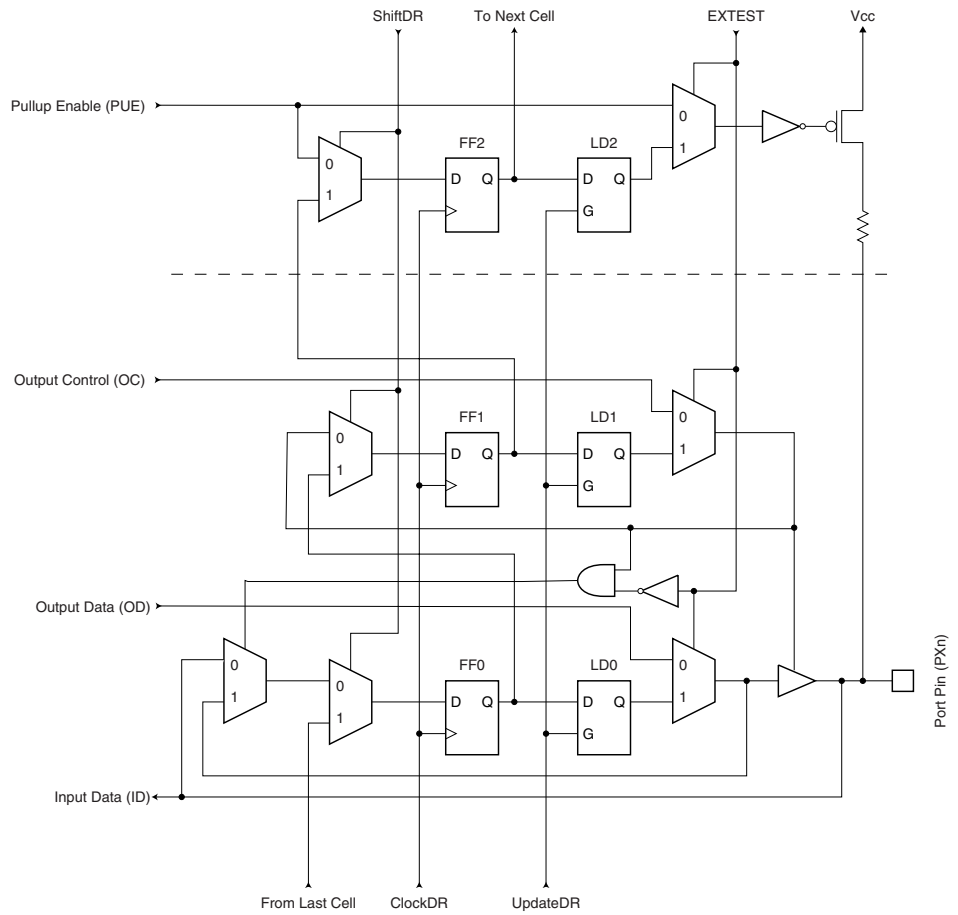 ShiftDR
To Next Cell
EXTEST
Vcc
Pullup Enable (PUE)
0
1
FF2
D Q
LD2
D Q
G
0
1
Output Control (OC)
0
1
FF1
D Q
LD1
D Q
G
0
1
Output Data (OD)
0
1
0
1
FF0
D Q
LD0
D Q
G
0
1
Port Pin (PXn)
Input Data (ID)
From Last Cell
ClockDR
UpdateDR